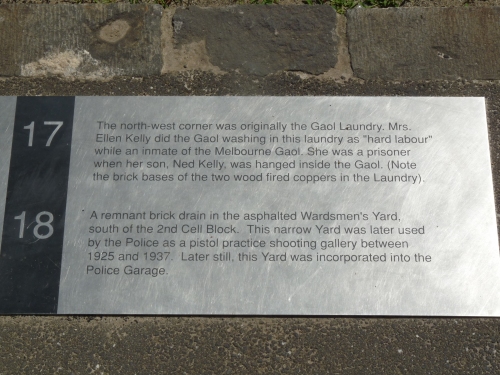 17
The north-west corner was originally the Gaol Laundry. Mrs.
Ellen Kelly did the Gaol washing in this laundry as "hard labour"
while an inmate of the Melbourne Gaol. She was a prisoner
when her son, Ned Kelly, was hanged inside the Gaol. (Note
the brick bases of the two wood fired coppers in the Laundry).
18
A remnant brick drain in the asphalted Wardsmen's Yard,
south of the 2nd Cell Block. This narrow Yard was later used
by the Police as a pistol practice shooting gallery between
1925 and 1937. Later still, this Yard was incorporated into the
Police Garage.